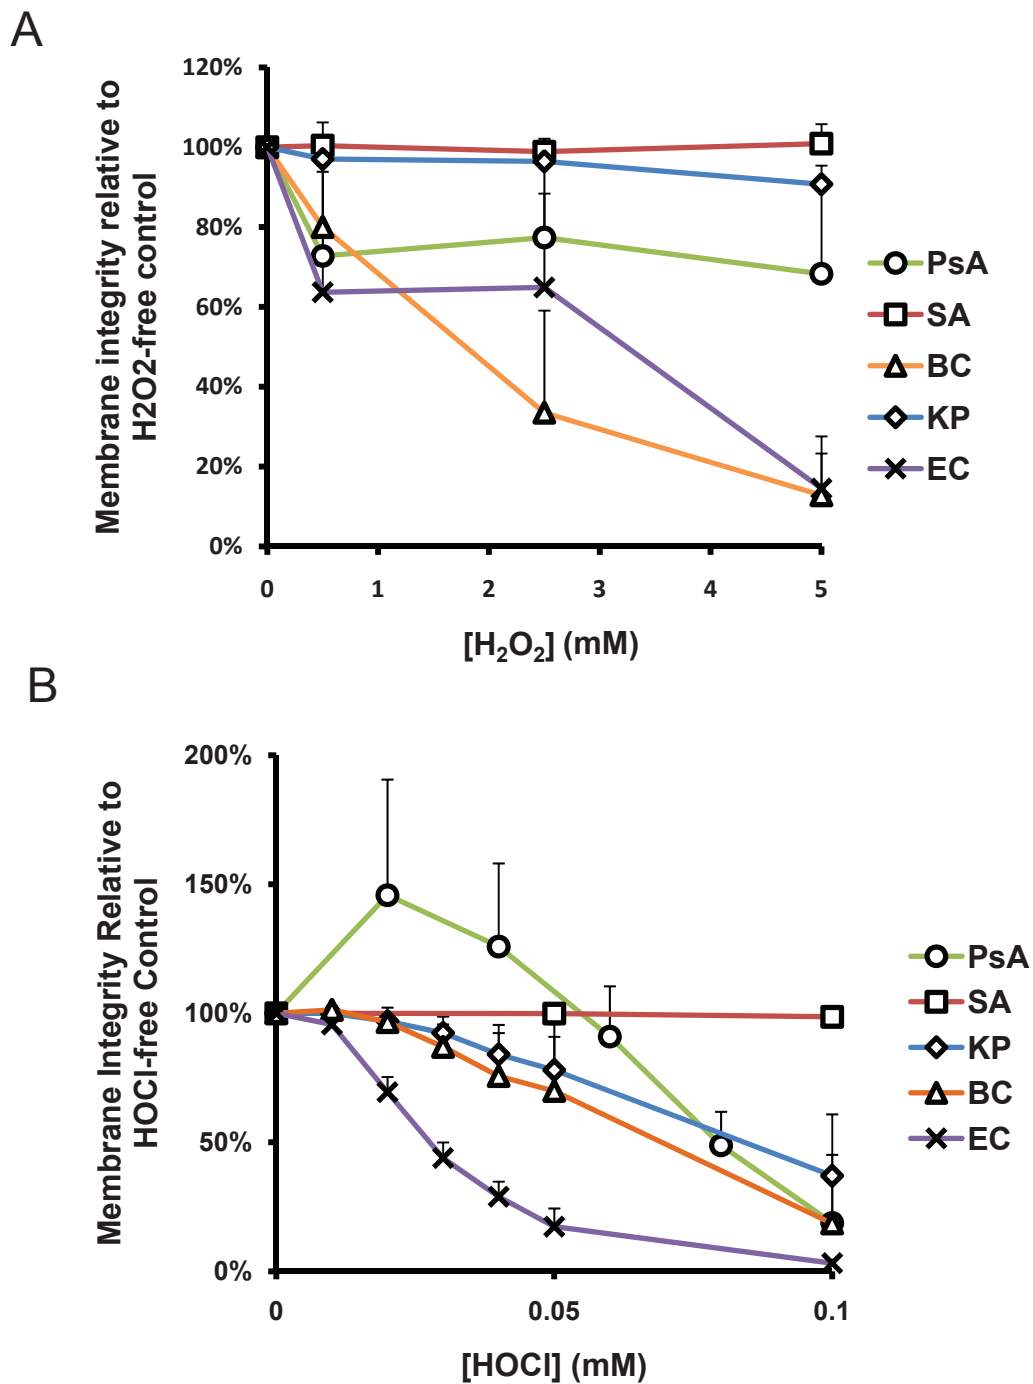 A
120%
100%
80%
60%
40%
20%
0%
Membrane integrity relative to
H2O2-free control
0 1 2 3 4 5
[H₂O₂] (mM)
PsA
SA
BC
KP
EC
B
200%
150%
100%
50%
0%
Membrane Integrity Relative to
HOCl-free Control
0 0.05 0.1
[HOCl] (mM)
PsA
SA
KP
BC
EC